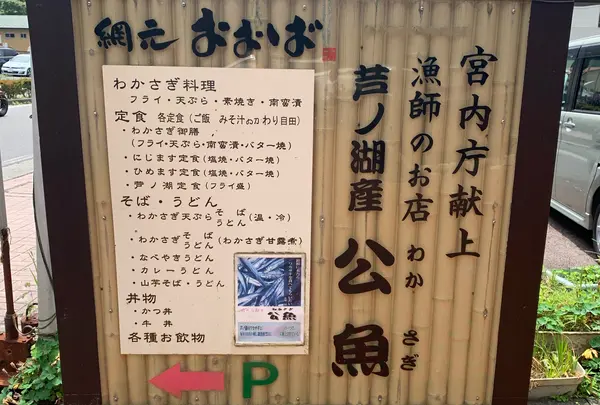 宮内庁献上
漁師のお店
芦ノ湖産 公魚
わかさぎ
網元 おおば
わかさぎ料理
フライ・天ぷら・素焼き・南蛮漬
定食 各定食(ご飯 みそ汁
・わかさぎ御膳
(フライ・天ぷら・南蛮漬・バター焼)
・にじます定食(塩焼・バター焼)
・ひめます定食(塩焼・バター焼)
・芦ノ湖定食(フライ盛)
そば・うどん
・わかさぎ天ぷらそば うどん(温・冷)
・わかさぎそば うどん(わかさぎ甘露煮)
・なべやきうどん
・カレーうどん
・山芋そば・うどん
丼物
・かつ丼
・牛丼
各種お飲物
公魚
P